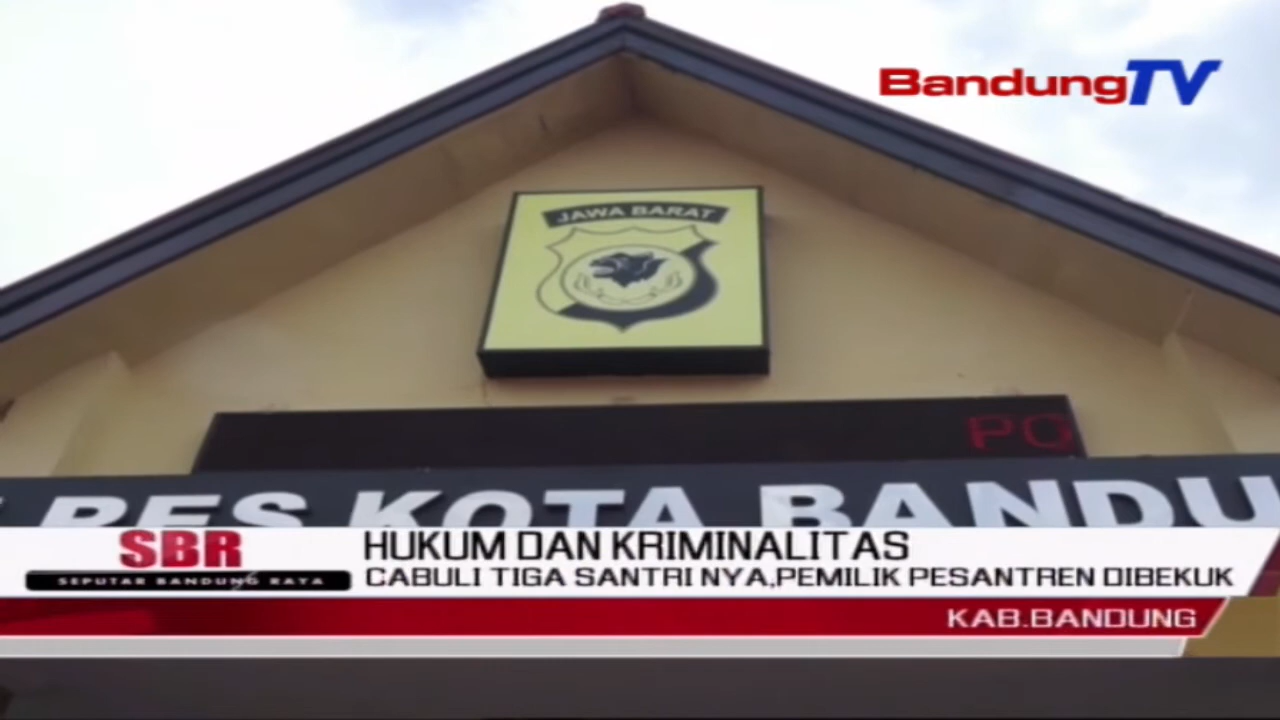 BandungTV
JAWA BARAT
PO
RES KOTA BANDU
SBR
SEPUTAR BANDUNG RAYA
HUKUM DAN KRIMINALITAS
CABULI TIGA SANTRI NYA,PEMILIK PESANTREN DIBEKUK
KAB.BANDUNG